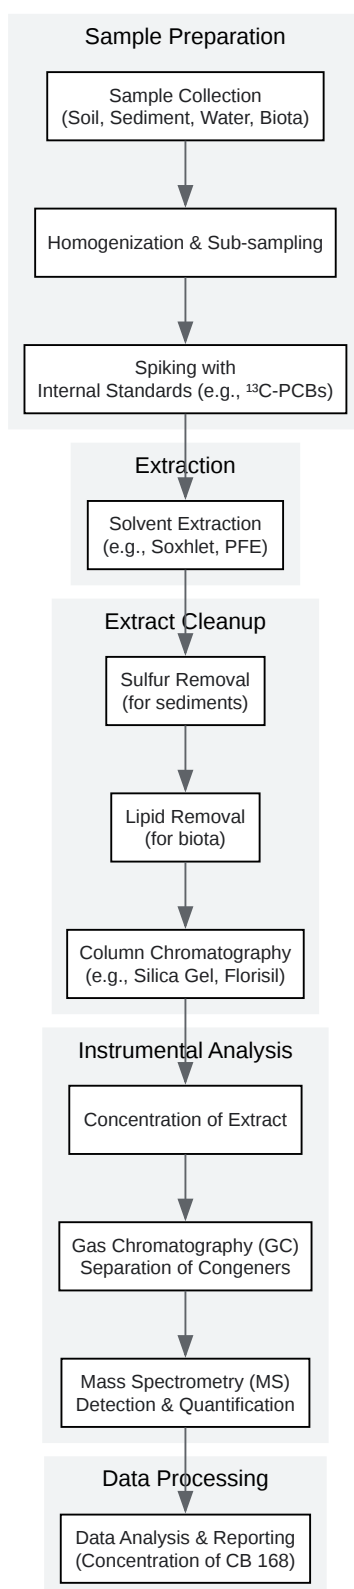 Sample Preparation
Sample Collection
(Soil, Sediment, Water, Biota)
Homogenization & Sub-sampling
Spiking with
Internal Standards (e.g., ¹³C-PCBs)
Extraction
Solvent Extraction
(e.g., Soxhlet, PFE)
Extract Cleanup
Sulfur Removal
(for sediments)
Lipid Removal
(for biota)
Column Chromatography
(e.g., Silica Gel, Florisil)
Instrumental Analysis
Concentration of Extract
Gas Chromatography (GC)
Separation of Congeners
Mass Spectrometry (MS)
Detection & Quantification
Data Processing
Data Analysis & Reporting
(Concentration of CB 168)